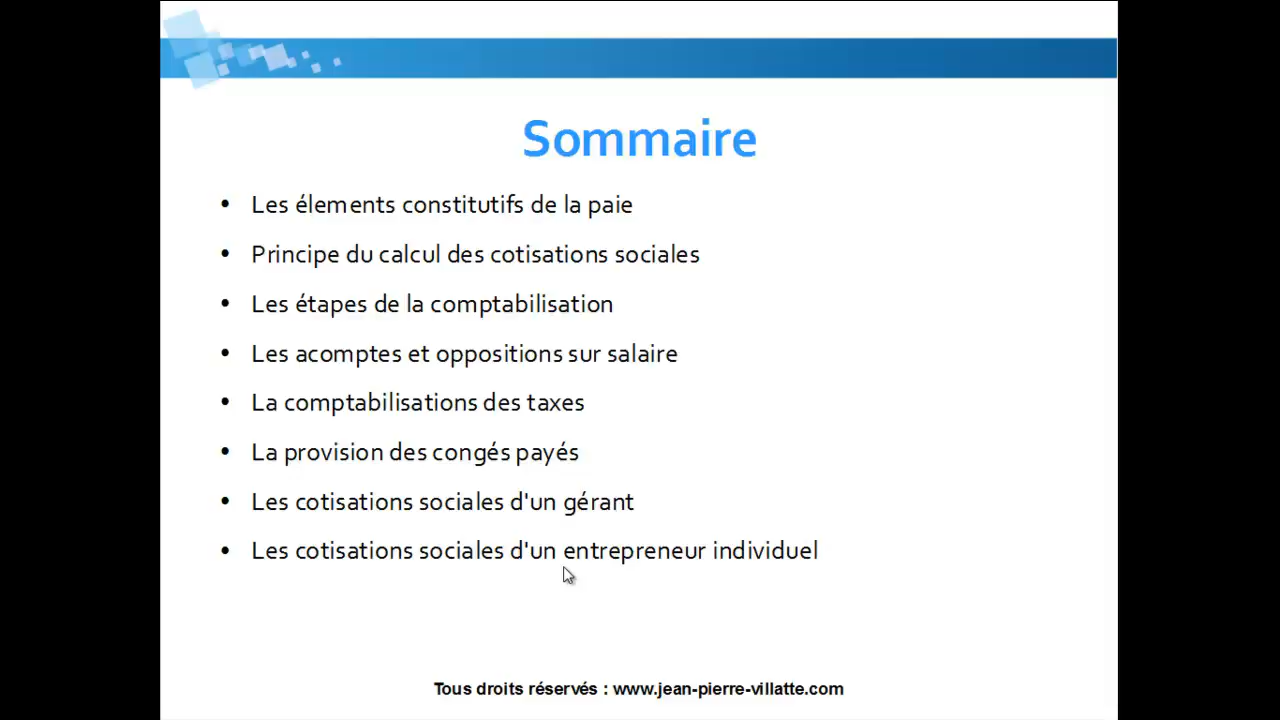 Sommaire
• Les élements constitutifs de la paie
• Principe du calcul des cotisations sociales
• Les étapes de la comptabilisation
• Les acomptes et oppositions sur salaire
• La comptabilisations des taxes
• La provision des congés payés
• Les cotisations sociales d'un gérant
• Les cotisations sociales d'un entrepreneur individuel
Tous droits réservés : www.jean-pierre-villatte.com